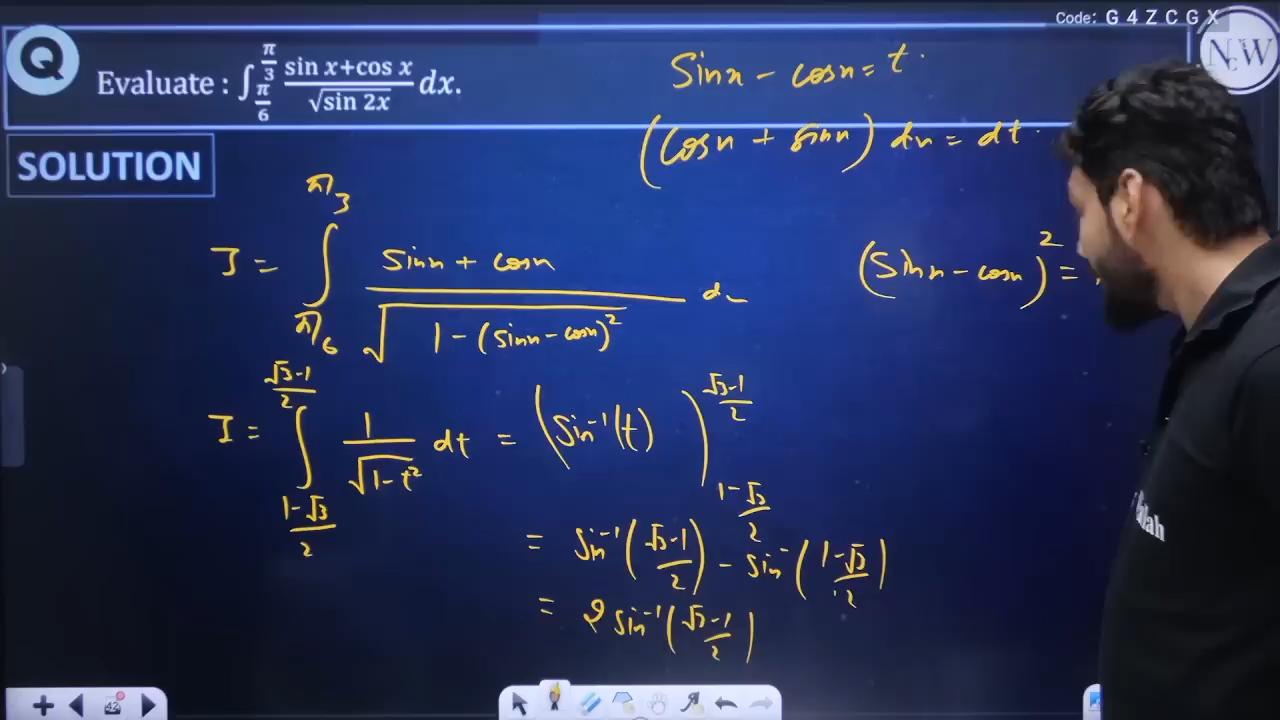 Code: G4ZCGX
Q
NcW
Evaluate : ∫_{π/6}^{π/3} (sin x+cos x)/√(sin 2x) dx.
sinx - cosx = t.
(cosx + sinx) dx = dt.
SOLUTION
I = ∫_{π/6}^{π/3} (sinx + cosx)/√(1-(sinx-cosx)²) dx
(sinx - cosx)² =
I = ∫_{(1-√3)/2}^{(√3-1)/2} 1/√(1-t²) dt = (sin⁻¹(t))_{(1-√3)/2}^{(√3-1)/2}
= sin⁻¹((√3-1)/2) - sin⁻¹((1-√3)/2)
= 2 sin⁻¹((√3-1)/2)
42